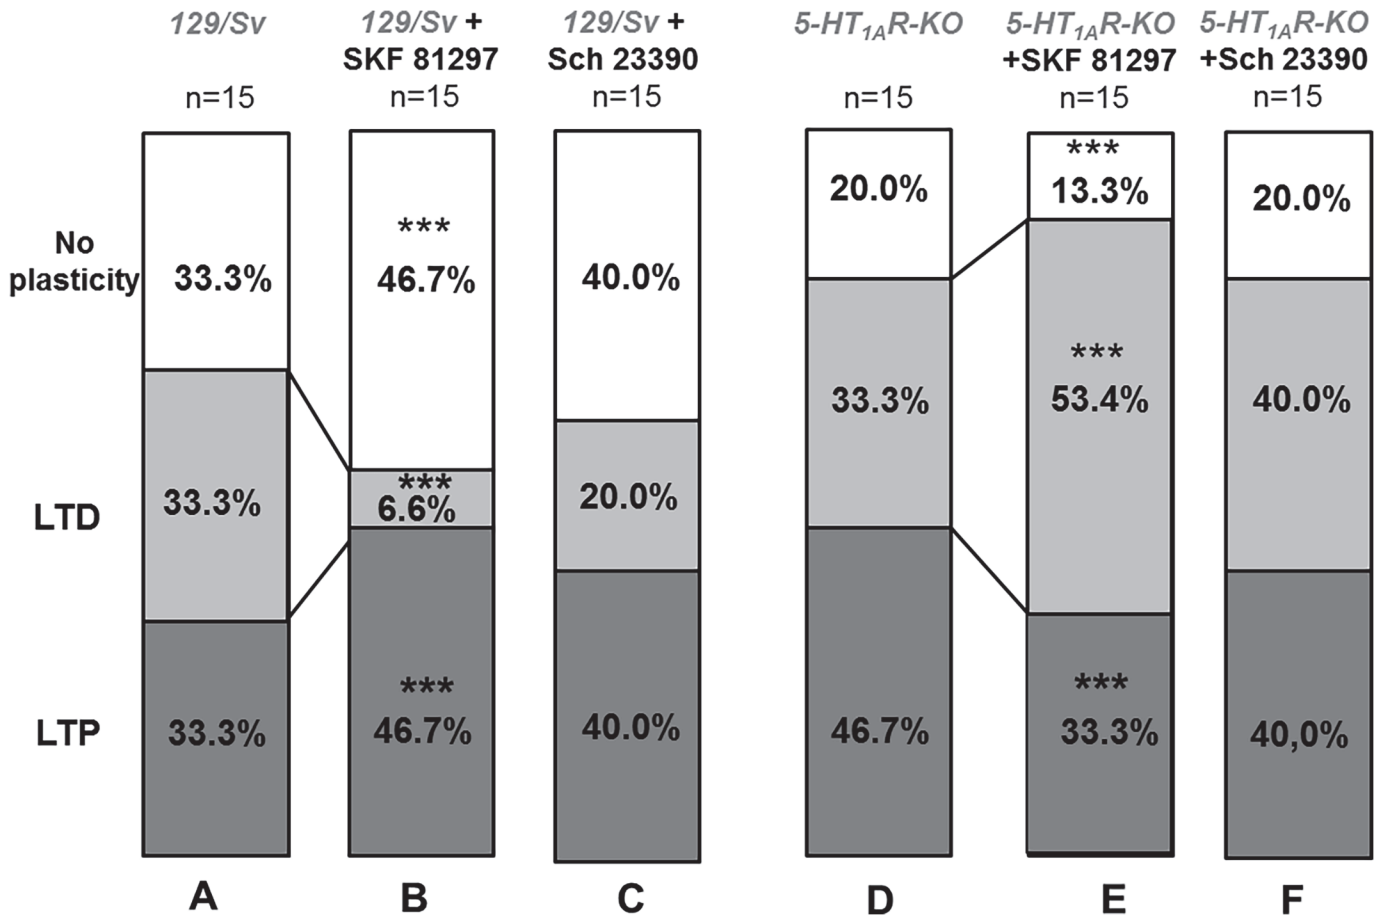 129/Sv
n=15
129/Sv +
SKF 81297
n=15
129/Sv +
Sch 23390
n=15
5-HT1AR-KO
n=15
5-HT1AR-KO
+SKF 81297
n=15
5-HT1AR-KO
+Sch 23390
n=15
No
plasticity
LTD
LTP
33.3%
33.3%
33.3%
A
***
46.7%
***
6.6%
***
46.7%
B
40.0%
20.0%
40.0%
C
20.0%
33.3%
46.7%
D
***
13.3%
***
53.4%
***
33.3%
E
20.0%
40.0%
40,0%
F